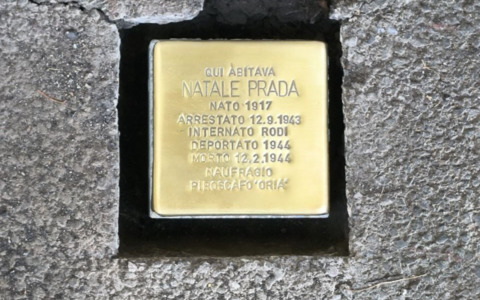 QUI ABITAVA
NATALE PRADA
NATO 1917
ARRESTATO 12.9.1943
INTERNATO RODI
DEPORTATO 1944
MORTO 12.2.1944
NAUFRAGIO
PIROSCAFO "ORIA"